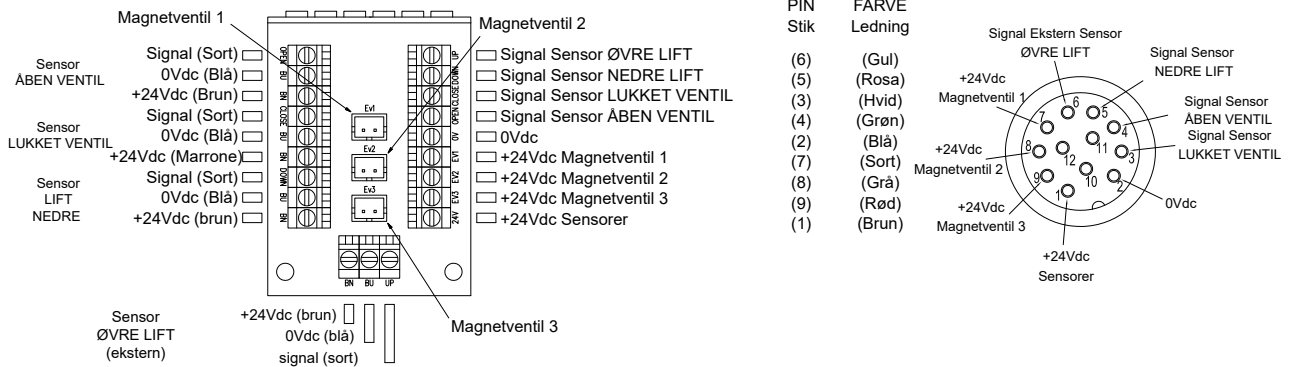 Magnetventil 1
Magnetventil 2
Sensor
ÅBEN VENTIL
Signal (Sort)
0Vdc (Blå)
+24Vdc (Brun)
Sensor
LUKKET VENTIL
Signal (Sort)
0Vdc (Blå)
+24Vdc (Marrone)
Sensor
LIFT
NEDRE
Signal (Sort)
0Vdc (Blå)
+24Vdc (brun)
OPEN
BU
BN
CLOSE
BU
BN
DOWN
BU
BN
Ev1
Ev2
Ev3
UP
DOWN
CLOSE
OPEN
0V
EV1
EV2
EV3
24V
Signal Sensor ØVRE LIFT
Signal Sensor NEDRE LIFT
Signal Sensor LUKKET VENTIL
Signal Sensor ÅBEN VENTIL
0Vdc
+24Vdc Magnetventil 1
+24Vdc Magnetventil 2
+24Vdc Magnetventil 3
+24Vdc Sensorer
BN BU UP
Sensor
ØVRE LIFT
(ekstern)
+24Vdc (brun)
0Vdc (blå)
signal (sort)
Magnetventil 3
PIN FARVE
Stik Ledning
(6) (Gul)
(5) (Rosa)
(3) (Hvid)
(4) (Grøn)
(2) (Blå)
(7) (Sort)
(8) (Grå)
(9) (Rød)
(1) (Brun)
Signal Ekstern Sensor
ØVRE LIFT
Signal Sensor
NEDRE LIFT
+24Vdc
Magnetventil 1
Signal Sensor
ÅBEN VENTIL
Signal Sensor
LUKKET VENTIL
+24Vdc
Magnetventil 2
+24Vdc
Magnetventil 3
0Vdc
+24Vdc
Sensorer
6
5
7
4
11
8
12
3
9
10
2
1